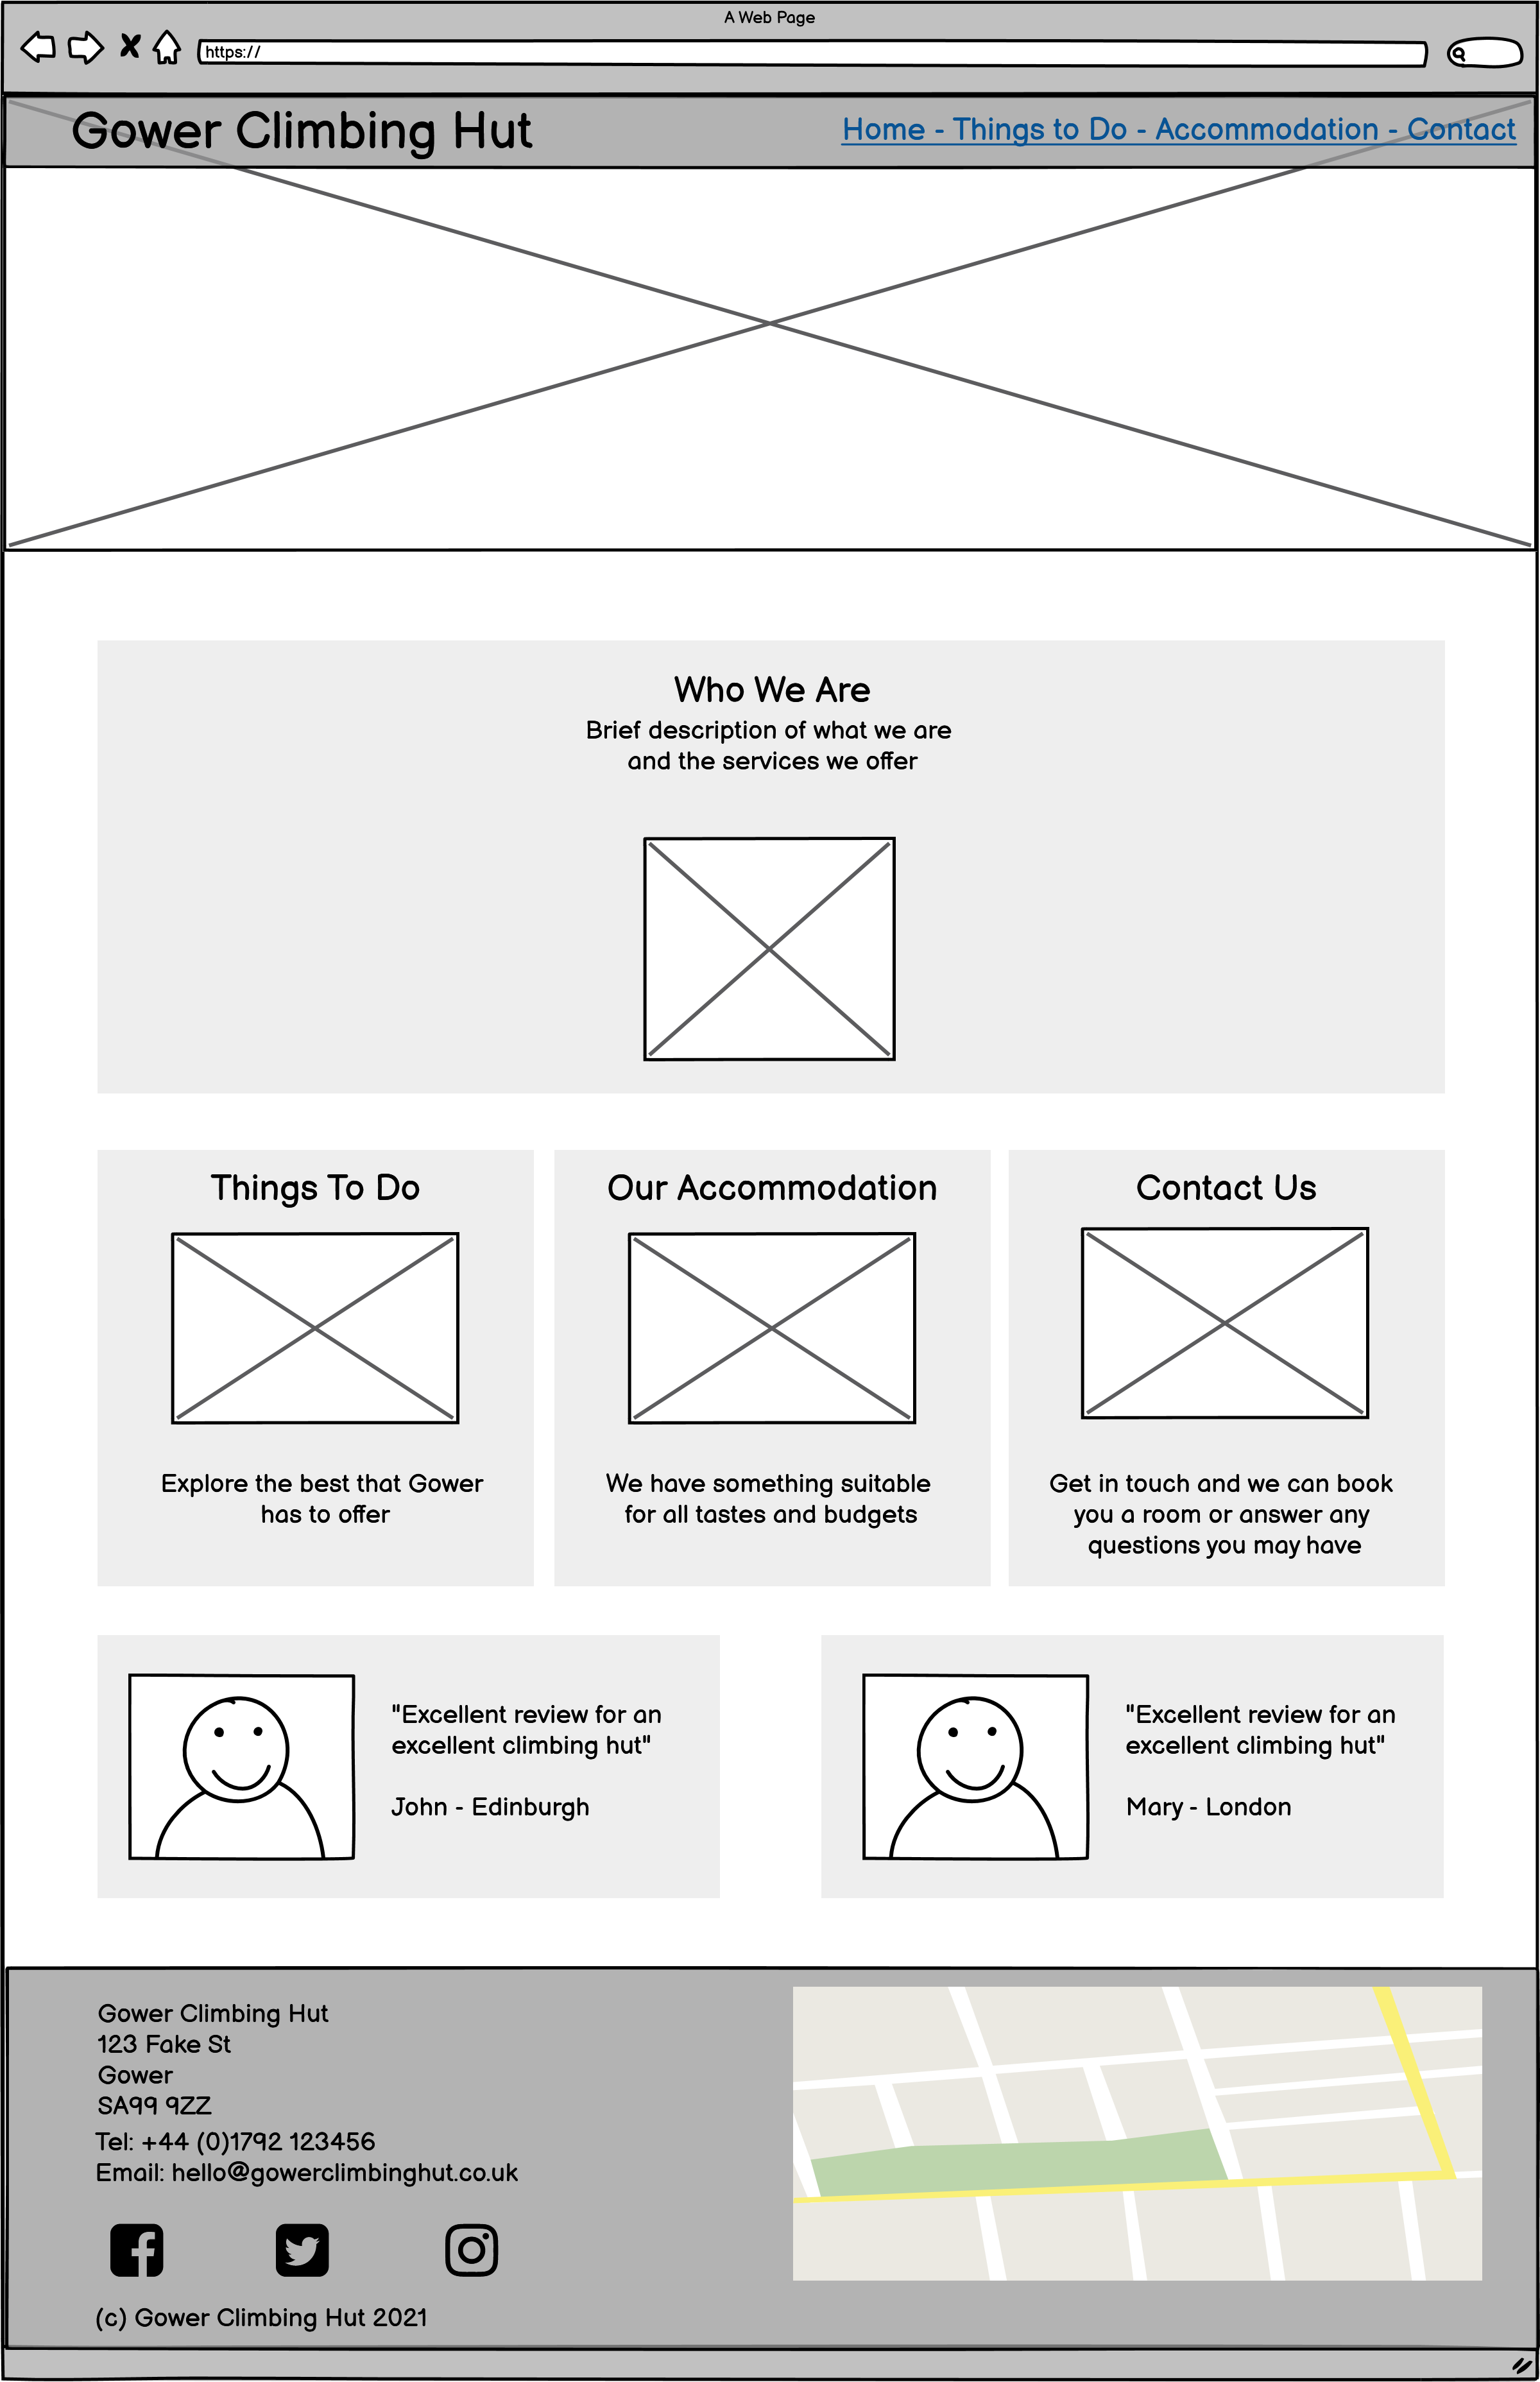 A Web Page
https://
Gower Climbing Hut
Home - Things to Do - Accommodation - Contact
Who We Are
Brief description of what we are
and the services we offer
Things To Do
Explore the best that Gower
has to offer
Our Accommodation
We have something suitable
for all tastes and budgets
Contact Us
Get in touch and we can book
you a room or answer any
questions you may have
"Excellent review for an
excellent climbing hut"
John - Edinburgh
"Excellent review for an
excellent climbing hut"
Mary - London
Gower Climbing Hut
123 Fake St
Gower
SA99 9ZZ
Tel: +44 (0)1792 123456
Email: hello@gowerclimbinghut.co.uk
(c) Gower Climbing Hut 2021